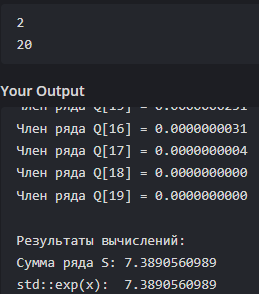 2
20
Your Output
Член ряда Q[15] = 0.0000000251
Член ряда Q[16] = 0.0000000031
Член ряда Q[17] = 0.0000000004
Член ряда Q[18] = 0.0000000000
Член ряда Q[19] = 0.0000000000
Результаты вычислений:
Сумма ряда S: 7.3890560989
std::exp(x): 7.3890560989